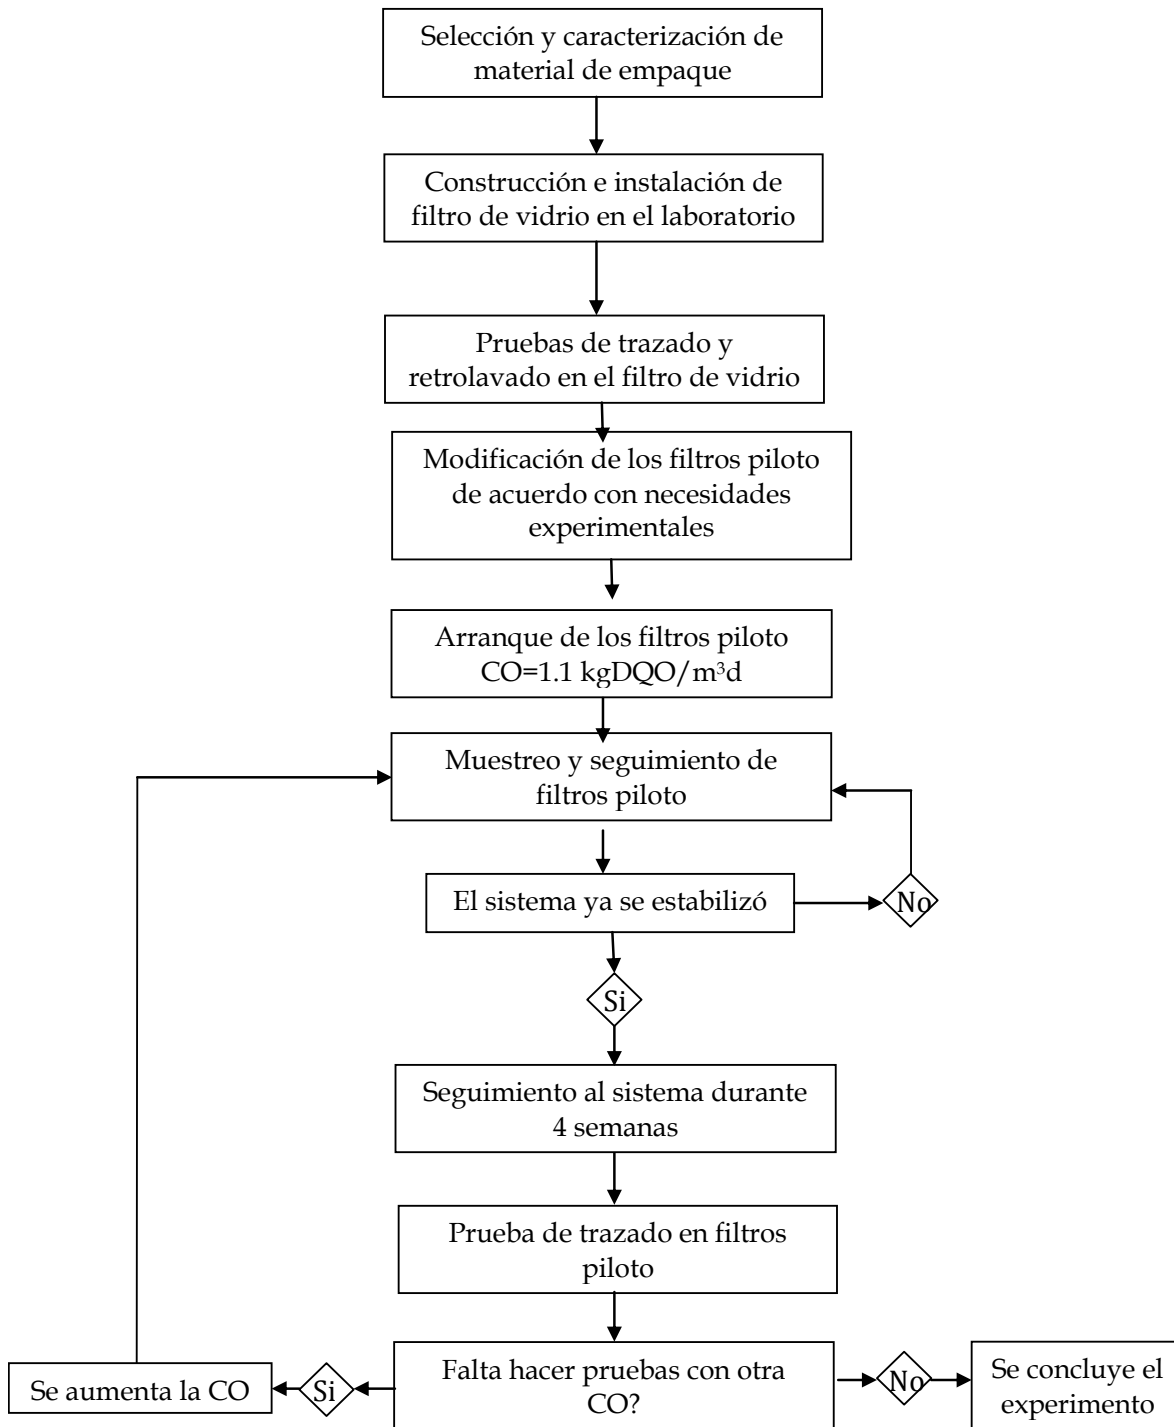 Selección y caracterización de
material de empaque
Construcción e instalación de
filtro de vidrio en el laboratorio
Pruebas de trazado y
retrolavado en el filtro de vidrio
Modificación de los filtros piloto
de acuerdo con necesidades
experimentales
Arranque de los filtros piloto
CO=1.1 kgDQO/m³d
Muestreo y seguimiento de
filtros piloto
El sistema ya se estabilizó
No
Si
Seguimiento al sistema durante
4 semanas
Prueba de trazado en filtros
piloto
Falta hacer pruebas con otra
CO?
Si
Se aumenta la CO
No
Se concluye el
experimento